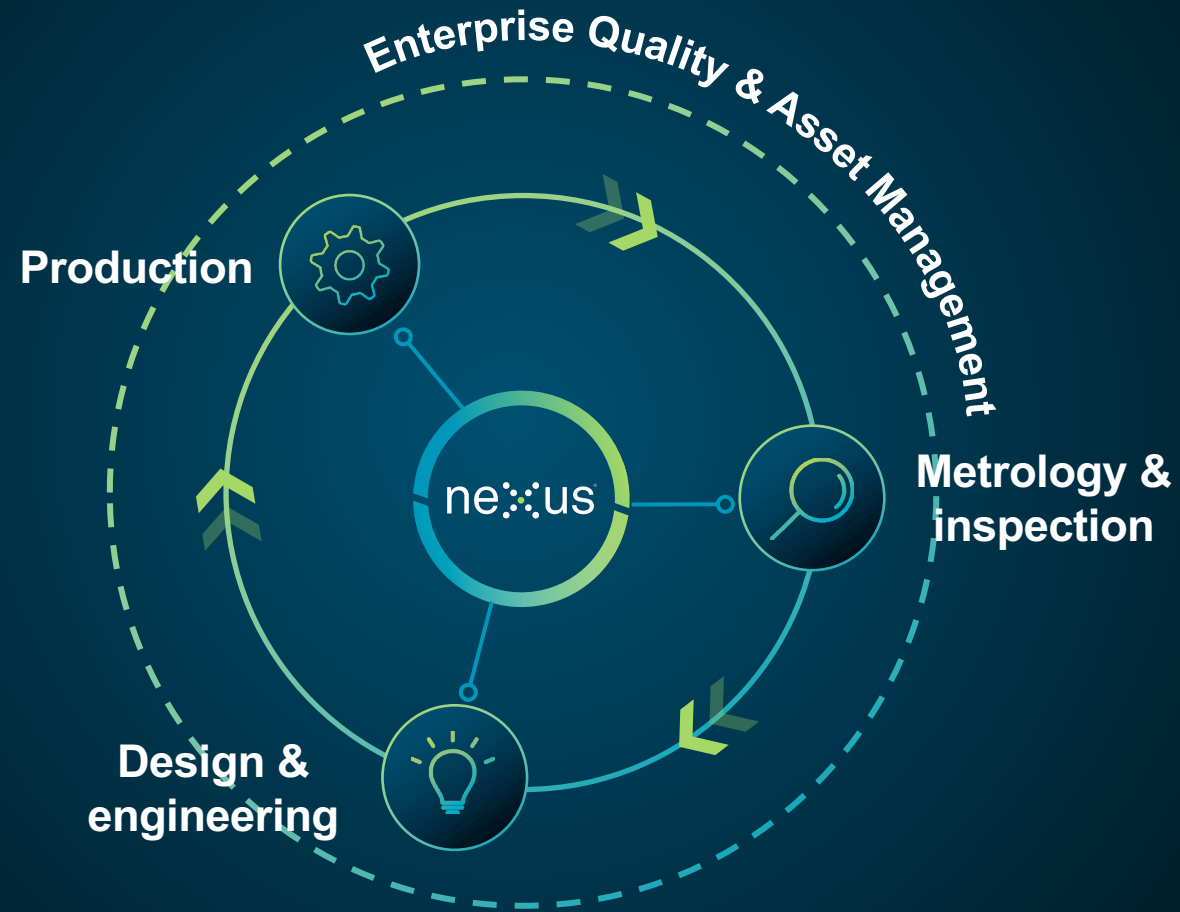 Enterprise Quality & Asset Management
Production
nexus
Metrology &
inspection
Design &
engineering